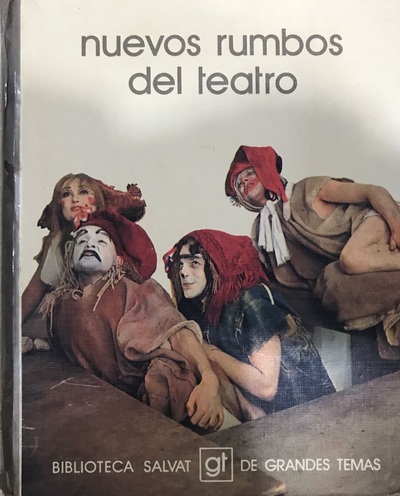 nuevos rumbos
del teatro
BIBLIOTECA SALVAT gt DE GRANDES TEMAS